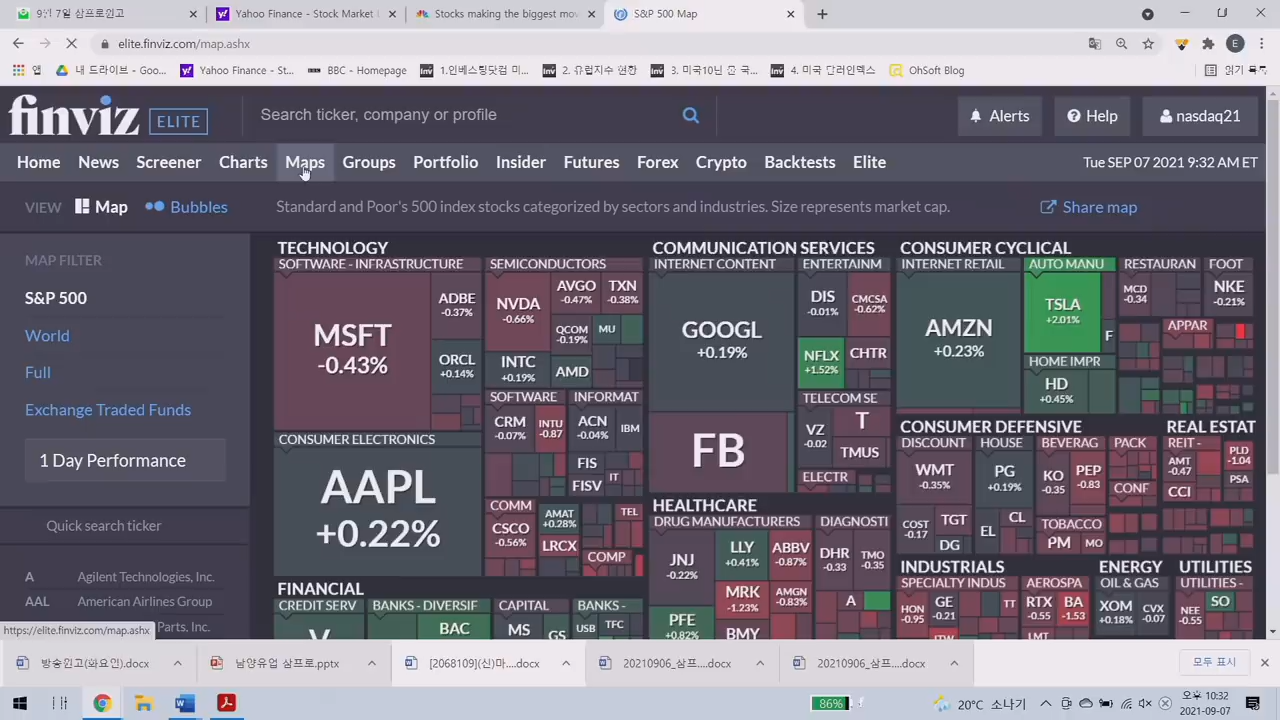 9월 7일 삼프로원고
Yahoo Finance - Stock Market L
Stocks making the biggest mov
S&P 500 Map
elite.finviz.com/map.ashx
앱
내 드라이브 - Goo...
Yahoo Finance - St...
BBC - Homepage
1.인베스팅닷컴 미...
2. 유럽지수 현황
3. 미국10년 존 국...
4. 미국 달러인덱스
OhSoft Blog
읽기 목록
finviz ELITE
Search ticker, company or profile
Alerts
Help
nasdaq21
Home News Screener Charts Maps Groups Portfolio Insider Futures Forex Crypto Backtests Elite
Tue SEP 07 2021 9:32 AM ET
VIEW Map Bubbles
Standard and Poor's 500 index stocks categorized by sectors and industries. Size represents market cap.
Share map
MAP FILTER
S&P 500
World
Full
Exchange Traded Funds
1 Day Performance
Quick search ticker
A Agilent Technologies, Inc.
AAL American Airlines Group
Parts, Inc.
https://elite.finviz.com/map.ashx
TECHNOLOGY
SOFTWARE - INFRASTRUCTURE
MSFT
-0.43%
ADBE
-0.37%
ORCL
+0.14%
SEMICONDUCTORS
NVDA
-0.66%
AVGO
-0.47%
TXN
-0.38%
QCOM
-0.19%
MU
INTC
+0.19%
AMD
CONSUMER ELECTRONICS
AAPL
+0.22%
SOFTWARE
CRM
-0.07%
INTU
-0.87
INFORMAT
ACN
-0.04%
IBM
FIS
IT
FISV
COMM
CSCO
-0.56%
AMAT
+0.28%
LRCX
TEL
COMP
FINANCIAL
CREDIT SERV
V
BANKS - DIVERSIF
BAC
CAPITAL
MS
GS
BANKS -
USB
TFC
COMMUNICATION SERVICES
INTERNET CONTENT
GOOGL
+0.19%
FB
ENTERTAINM
DIS
-0.01%
CMCSA
-0.62%
NFLX
+1.52%
CHTR
TELECOM SE
VZ
-0.02
T
TMUS
ELECTR
HEALTHCARE
DRUG MANUFACTURERS
JNJ
-0.22%
LLY
+0.41%
ABBV
-0.87%
MRK
-1.23%
AMGN
-0.83%
PFE
+0.82%
BMY
DIAGNOSTI
DHR
-0.33
TMO
-0.35
A
CONSUMER CYCLICAL
INTERNET RETAIL
AMZN
+0.23%
AUTO MANU
TSLA
+2.01%
F
HOME IMPR
HD
+0.45%
RESTAURAN
MCD
-0.34
FOOT
NKE
-0.21%
APPAR
CONSUMER DEFENSIVE
DISCOUNT
WMT
-0.35%
COST
-0.17
TGT
DG
HOUSE
PG
+0.19%
EL
CL
BEVERAG
KO
-0.35
PEP
-0.83
PACK
CONF
TOBACCO
PM
MO
REAL ESTAT
REIT -
AMT
-0.47
PLD
-1.04
CCI
PSA
INDUSTRIALS
SPECIALTY INDUS
HON
-0.95
GE
-0.21
ITW
TT
AEROSPA
RTX
-0.55
BA
-1.53
LMT
ENERGY
OIL & GAS
XOM
+0.18%
CVX
-0.07
UTILITIES
UTILITIES -
NEE
-0.55
SO
방송원고(화요인).docx
남양유업 삼프로.pptx
[2068109](신)마....docx
20210906_삼프....docx
20210906_삼프....docx
모두 표시
86%
20°C 소나기
오후 10:32
2021-09-07